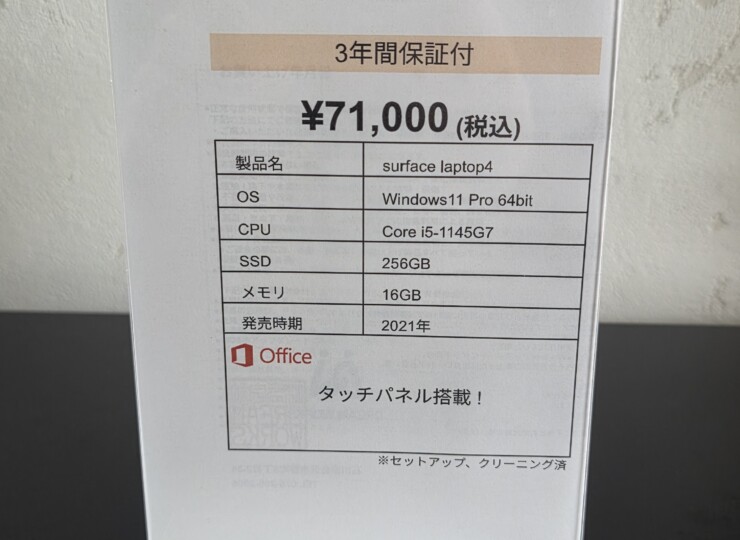 3年間保証付
¥71,000 (税込)
製品名 surface laptop4
OS Windows11 Pro 64bit
CPU Core i5-1145G7
SSD 256GB
メモリ 16GB
発売時期 2021年
Office
タッチパネル搭載！
※セットアップ、クリーニング済